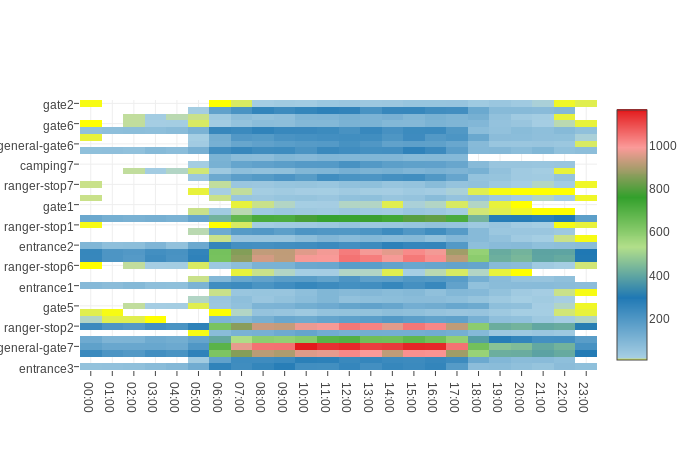 gate2
gate6
general-gate6
camping7
ranger-stop7
gate1
ranger-stop1
entrance2
ranger-stop6
entrance1
gate5
ranger-stop2
general-gate7
entrance3
00:00
01:00
02:00
03:00
04:00
05:00
06:00
07:00
08:00
09:00
10:00
11:00
12:00
13:00
14:00
15:00
16:00
17:00
18:00
19:00
20:00
21:00
22:00
23:00
1000
800
600
400
200